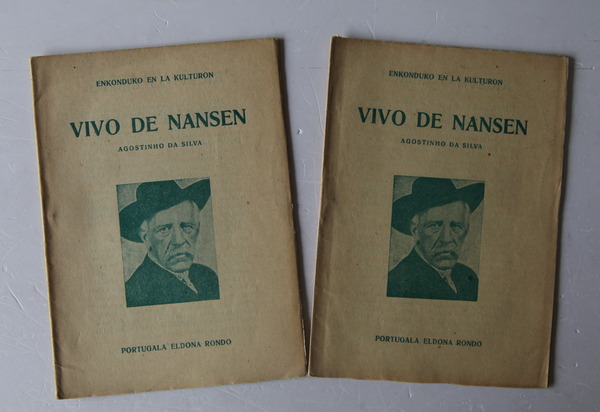 ENKONDUKO EN LA KULTURON
VIVO DE NANSEN
AGOSTINHO DA SILVA
PORTUGALA ELDONA RONDO
ENKONDUKO EN LA KULTURON
VIVO DE NANSEN
AGOSTINHO DA SILVA
PORTUGALA ELDONA RONDO